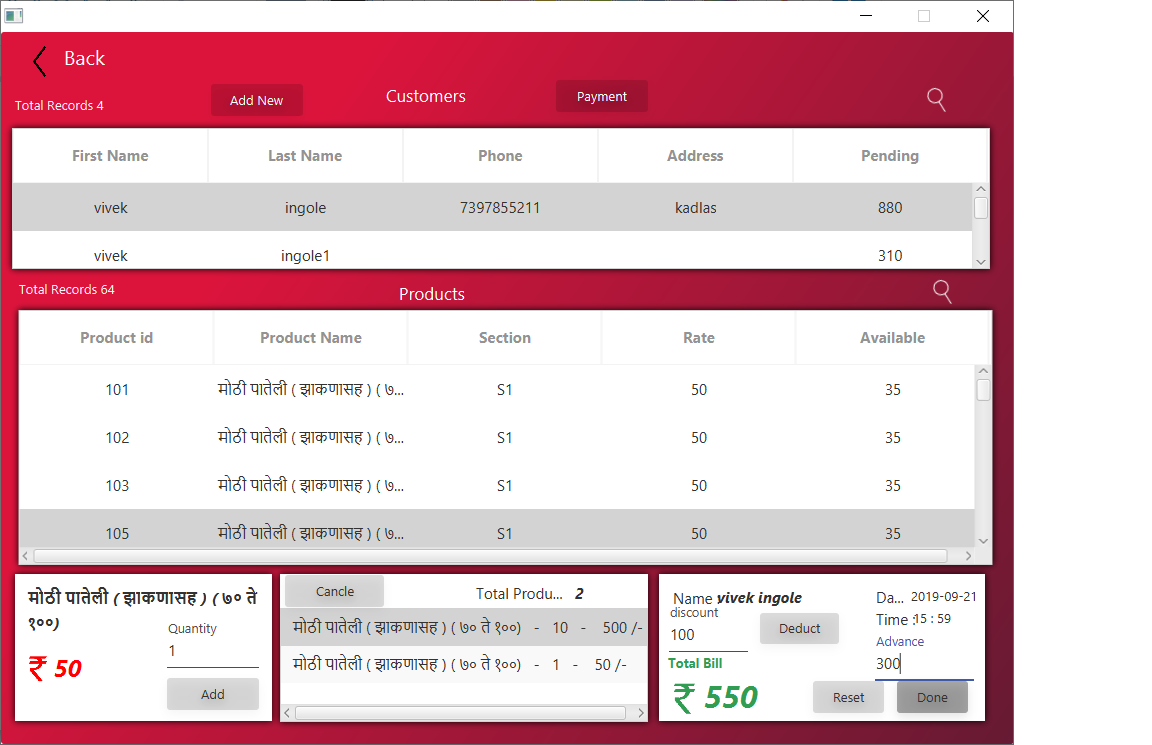 Back
Total Records 4
Add New
Customers
Payment
First Name Last Name Phone Address Pending
vivek ingole 7397855211 kadlas 880
vivek ingole1 310
Total Records 64
Products
Product id Product Name Section Rate Available
101 मोठी पातेली ( झाकणासह ) ( ७... S1 50 35
102 मोठी पातेली ( झाकणासह ) ( ७... S1 50 35
103 मोठी पातेली ( झाकणासह ) ( ७... S1 50 35
105 मोठी पातेली ( झाकणासह ) ( ७... S1 50 35
मोठी पातेली ( झाकणासह ) ( ७० ते
१००)
Quantity
1
₹ 50
Add
Cancle
Total Produ... 2
मोठी पातेली ( झाकणासह ) ( ७० ते १००) - 10 - 500 /-
मोठी पातेली ( झाकणासह ) ( ७० ते १००) - 1 - 50 /-
Name vivek ingole
discount
100
Deduct
Total Bill
₹ 550
Da... 2019-09-21
Time :15 : 59
Advance
300
Reset
Done